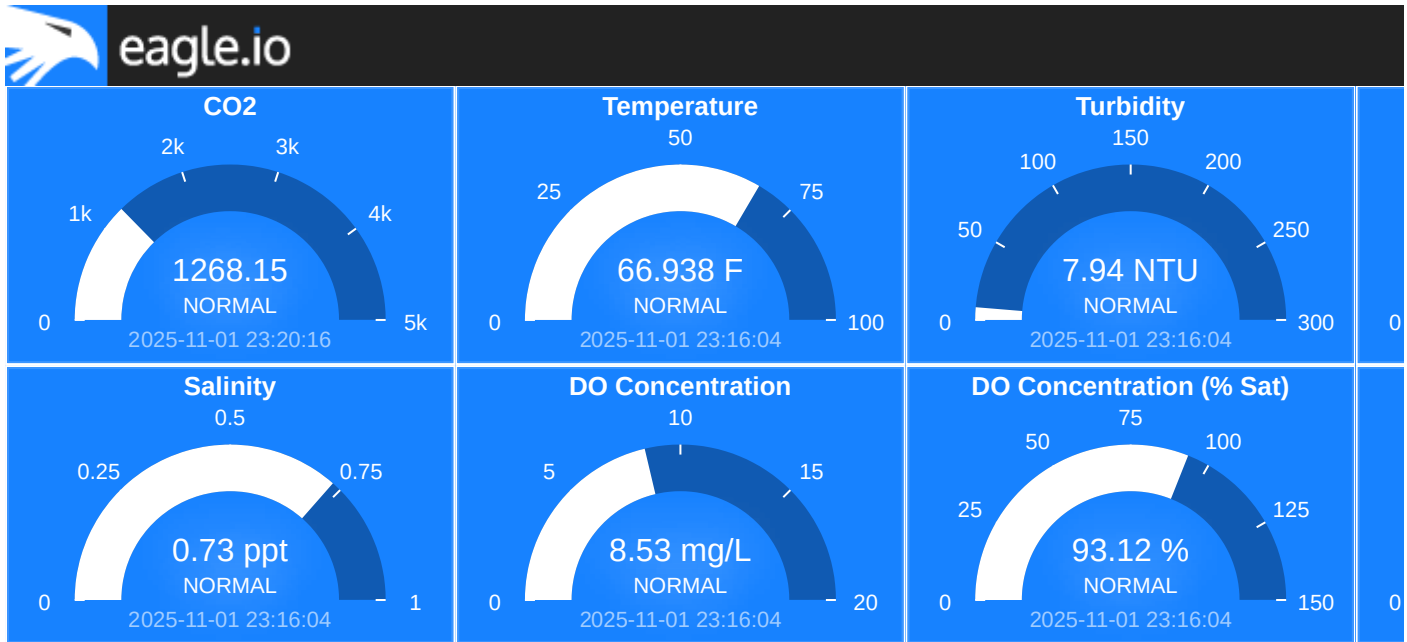 eagle.io
CO2
2k
3k
1k
4k
1268.15
NORMAL
0
5k
2025-11-01 23:20:16
Temperature
50
25
75
66.938 F
NORMAL
0
100
2025-11-01 23:16:04
Turbidity
150
100
200
50
250
7.94 NTU
NORMAL
0
300
2025-11-01 23:16:04
0
Salinity
0.5
0.25
0.75
0.73 ppt
NORMAL
0
1
2025-11-01 23:16:04
DO Concentration
10
5
15
8.53 mg/L
NORMAL
0
20
2025-11-01 23:16:04
DO Concentration (% Sat)
75
50
100
25
125
93.12 %
NORMAL
0
150
2025-11-01 23:16:04
0